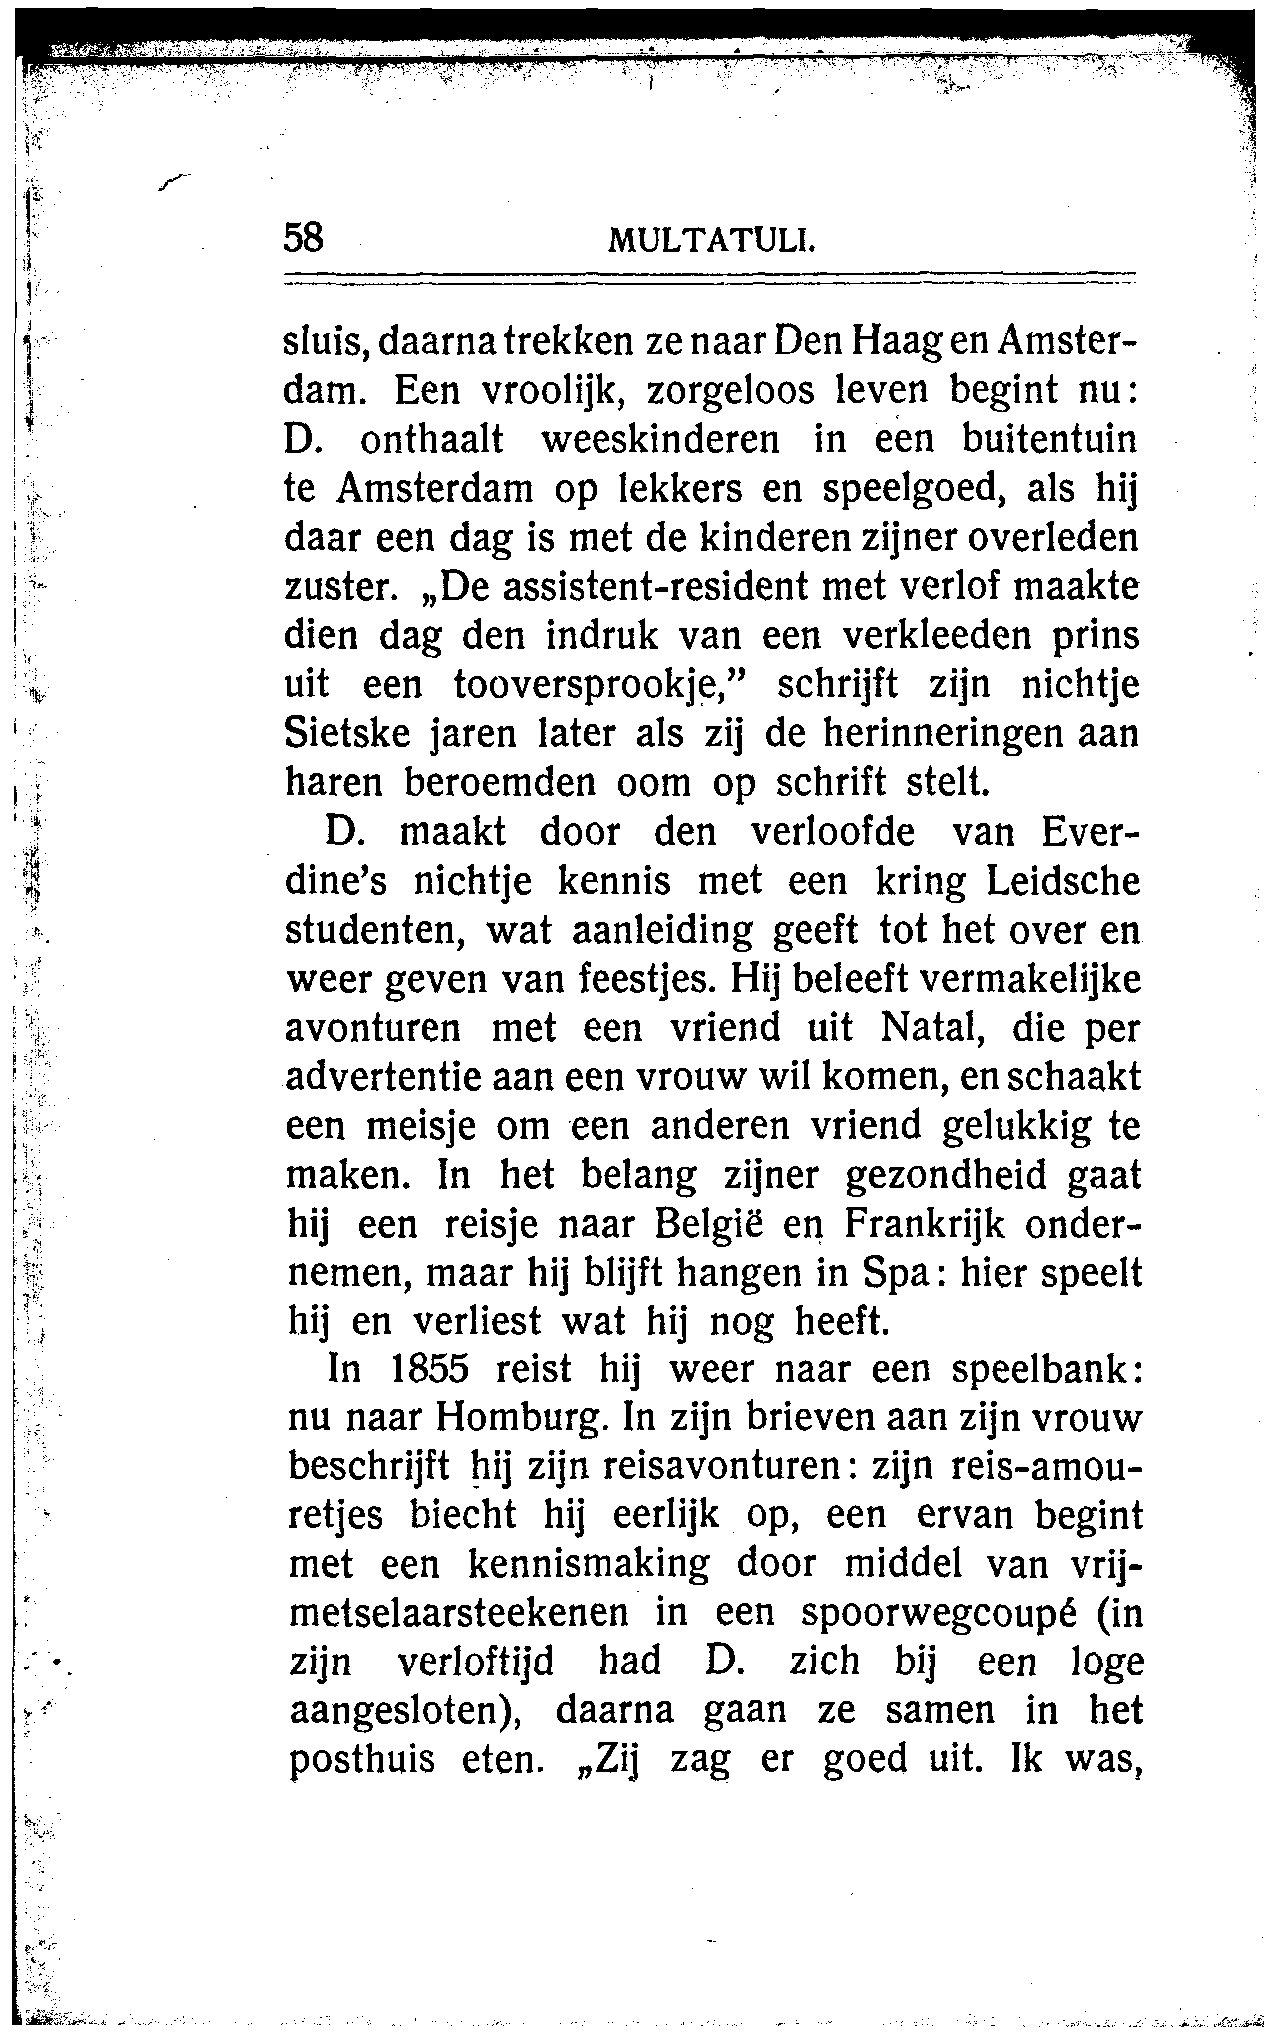 58 MULTATULI.
sluis, daarna trekken ze naar Den Haag en Amster-
dam. Een vroolijk, zorgeloos leven begint nu:
D. onthaalt weeskinderen in een buitentuin
te Amsterdam op lekkers en speelgoed, als hij
daar een dag is met de kinderen zijner overleden
zuster. „De assistent-resident met verlof maakte
dien dag den indruk van een verkleeden prins
uit een tooversprookje,” schrijft zijn nichtje
Sietske jaren later als zij de herinneringen aan
haren beroemden oom op schrift stelt.
D. maakt door den verloofde van Ever-
dine's nichtje kennis met een kring Leidsche
studenten, wat aanleiding geeft tot het over en
weer geven van feestjes. Hij beleeft vermakelijke
avonturen met een vriend uit Natal, die per
advertentie aan een vrouw wil komen, en schaakt
een meisje om een anderen vriend gelukkig te
maken. In het belang zijner gezondheid gaat
hij een reisje naar België en Frankrijk onder-
nemen, maar hij blijft hangen in Spa: hier speelt
hij en verliest wat hij nog heeft.
In 1855 reist hij weer naar een speelbank:
nu naar Homburg. In zijn brieven aan zijn vrouw
beschrijft hij zijn reisavonturen: zijn reis-amou-
retjes biecht hij eerlijk op, een ervan begint
met een kennismaking door middel van vrij-
metselaarsteekenen in een spoorwegcoupé (in
zijn verloftijd had D. zich bij een loge
aangesloten), daarna gaan ze samen in het
posthuis eten. „Zij zag er goed uit. Ik was,